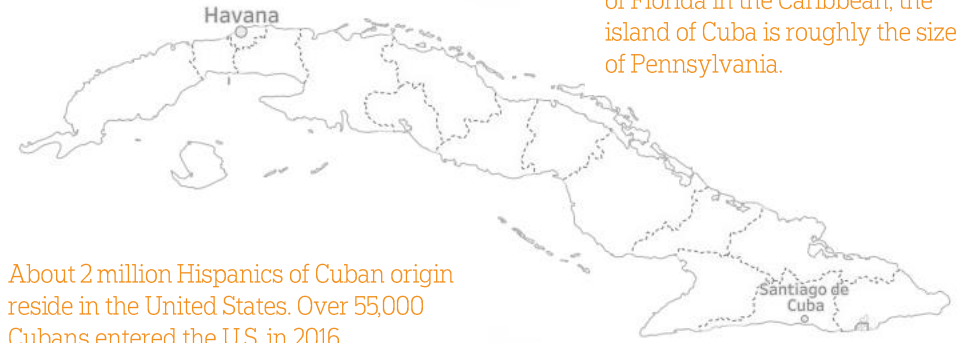 Havana
of Florida in the Caribbean, the
island of Cuba is roughly the size
of Pennsylvania.
About 2 million Hispanics of Cuban origin
reside in the United States. Over 55,000
Cubans entered the U.S. in 2016
Santiago de
Cuba